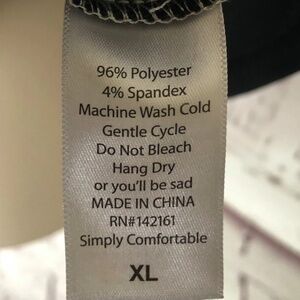 96% Polyester
4% Spandex
Machine Wash Cold
Gentle Cycle
Do Not Bleach
Hang Dry
or you'll be sad
MADE IN CHINA
RN#142161
Simply Comfortable
XL